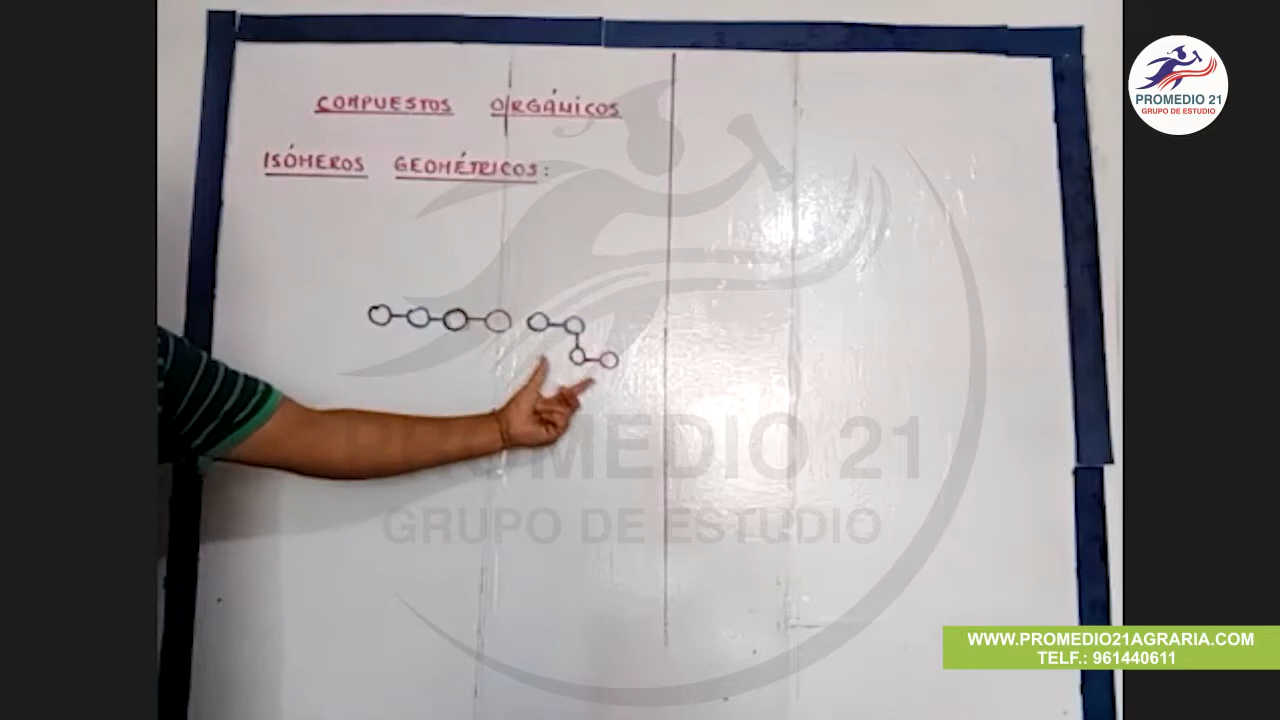 COMPUESTOS ORGÁNICOS
ISÓMEROS GEOMÉTRICOS:
PROMEDIO 21
GRUPO DE ESTUDIO
PROMEDIO 21
GRUPO DE ESTUDIO
WWW.PROMEDIO21AGRARIA.COM
TELF.: 961440611